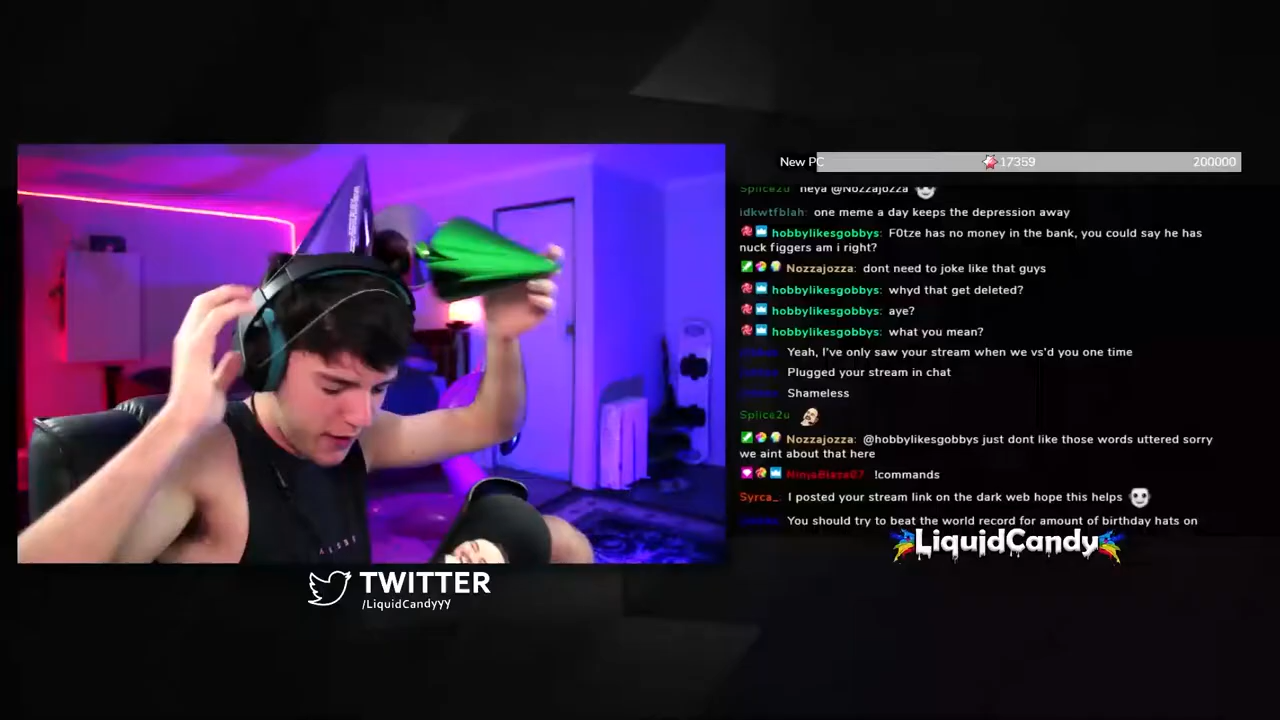 New PC 17359 200000
Splice2u heya @Nozzajozza
idkwtfblah: one meme a day keeps the depression away
hobbylikesgobbys: F0tze has no money in the bank, you could say he has
nuck figgers am i right?
Nozzajozza: dont need to joke like that guys
hobbylikesgobbys: whyd that get deleted?
hobbylikesgobbys: aye?
hobbylikesgobbys: what you mean?
Yeah, I've only saw your stream when we vs'd you one time
Plugged your stream in chat
Shameless
Splice2u
Nozzajozza: @hobbylikesgobbys just dont like those words uttered sorry
we aint about that here
NinjaBlaze07 !commands
Syrca_: I posted your stream link on the dark web hope this helps
You should try to beat the world record for amount of birthday hats on
LiquidCandy
TWITTER
/LiquidCandyyy